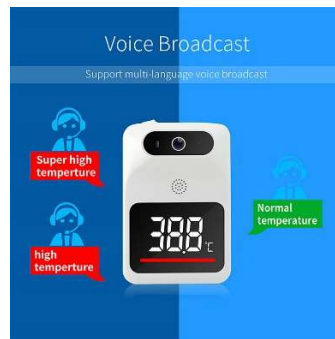 Voice Broadcast
Support multi-language voice broadcast
Super high
temperture
38.8 °C
Normal
temperature
high
temperture